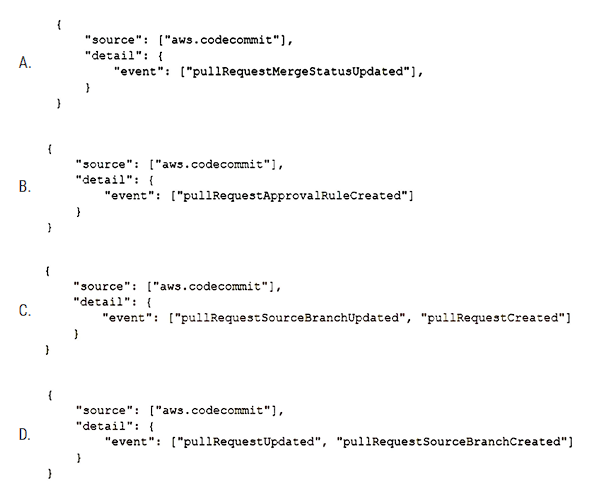 {
"source": ["aws.codecommit"],
"detail": {
A.
"event": ["pullRequestMergeStatusUpdated"],
}
}
{
"source": ["aws.codecommit"],
"detail": {
B.
"event": ["pullRequestApprovalRuleCreated"]
}
}
{
"source": ["aws.codecommit"],
"detail": {
C.
"event": ["pullRequestSourceBranchUpdated", "pullRequestCreated"]
}
}
{
"source": ["aws.codecommit"],
"detail": {
D.
"event": ["pullRequestUpdated", "pullRequestSourceBranchCreated"]
}
}